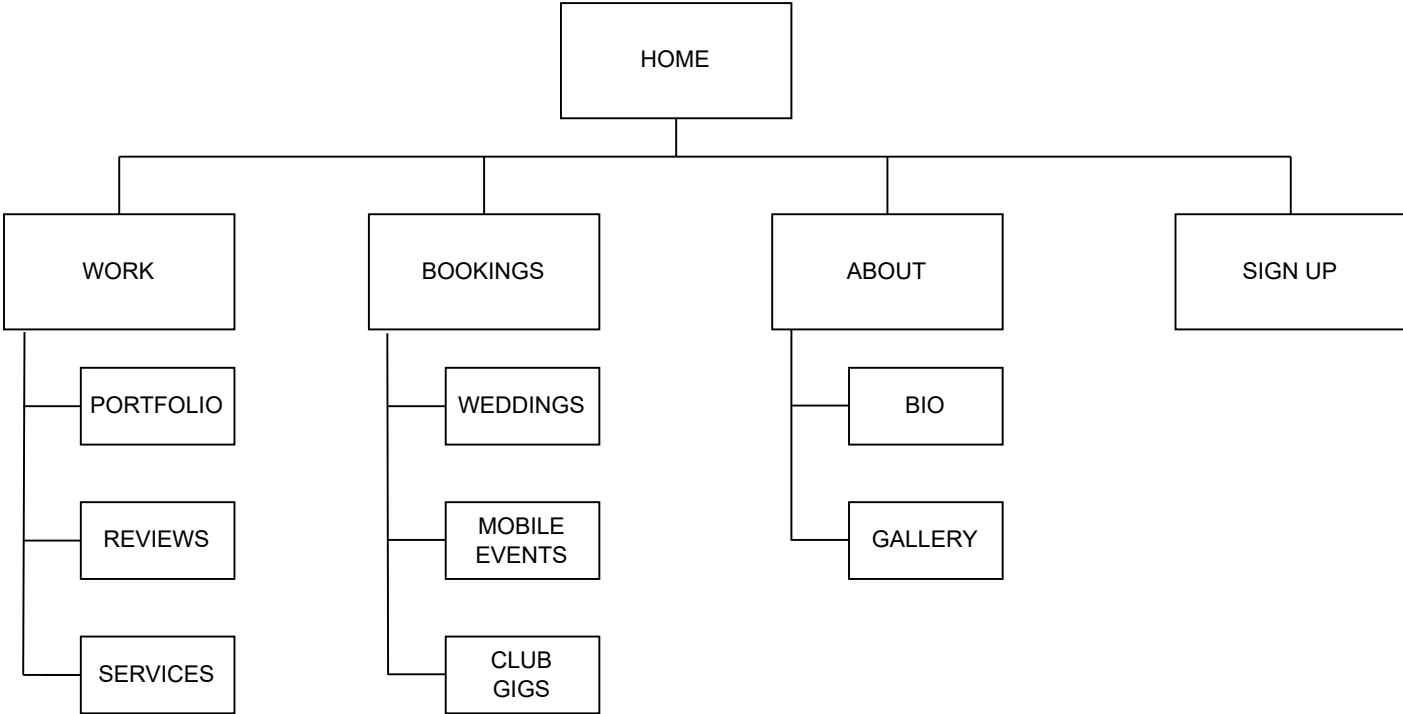 HOME
WORK
BOOKINGS
ABOUT
SIGN UP
PORTFOLIO
WEDDINGS
BIO
REVIEWS
MOBILE
EVENTS
GALLERY
SERVICES
CLUB
GIGS